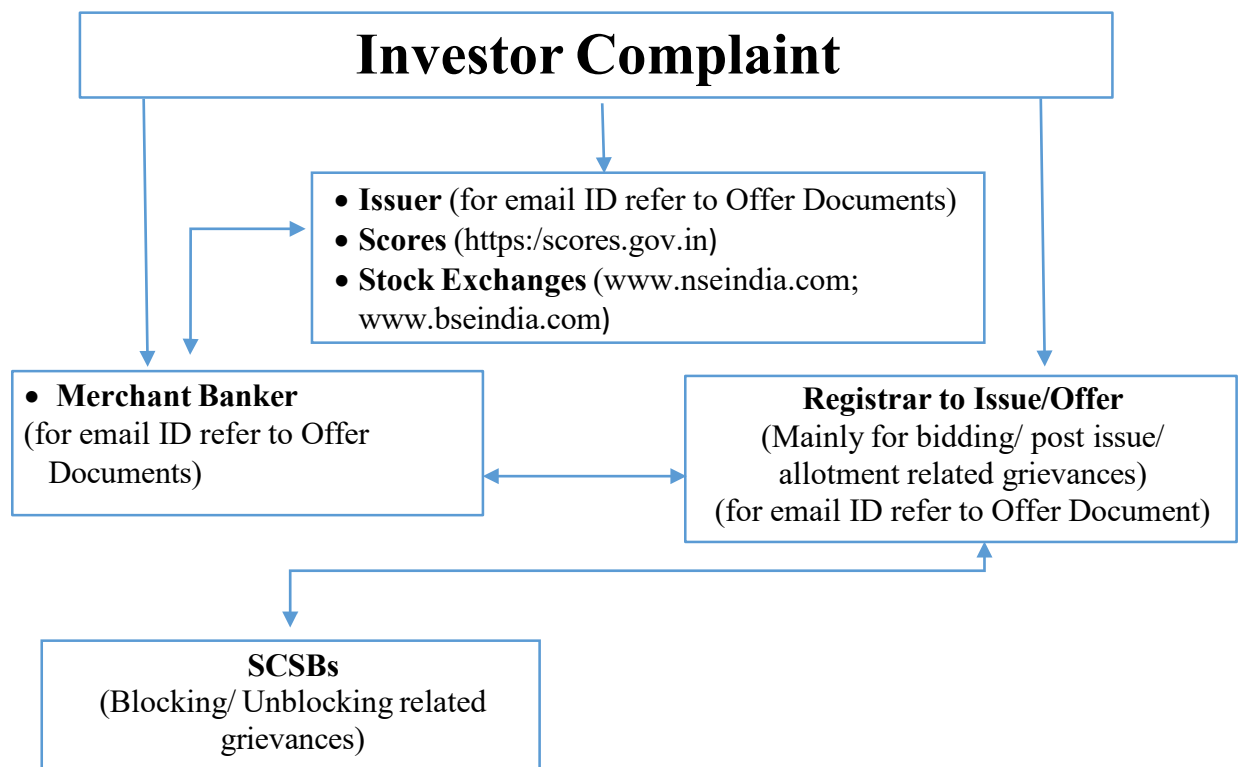 Investor Complaint
• Issuer (for email ID refer to Offer Documents)
• Scores (https:/scores.gov.in)
• Stock Exchanges (www.nseindia.com;
www.bseindia.com)
• Merchant Banker
(for email ID refer to Offer
Documents)
Registrar to Issue/Offer
(Mainly for bidding/ post issue/
allotment related grievances)
(for email ID refer to Offer Document)
SCSBs
(Blocking/ Unblocking related
grievances)